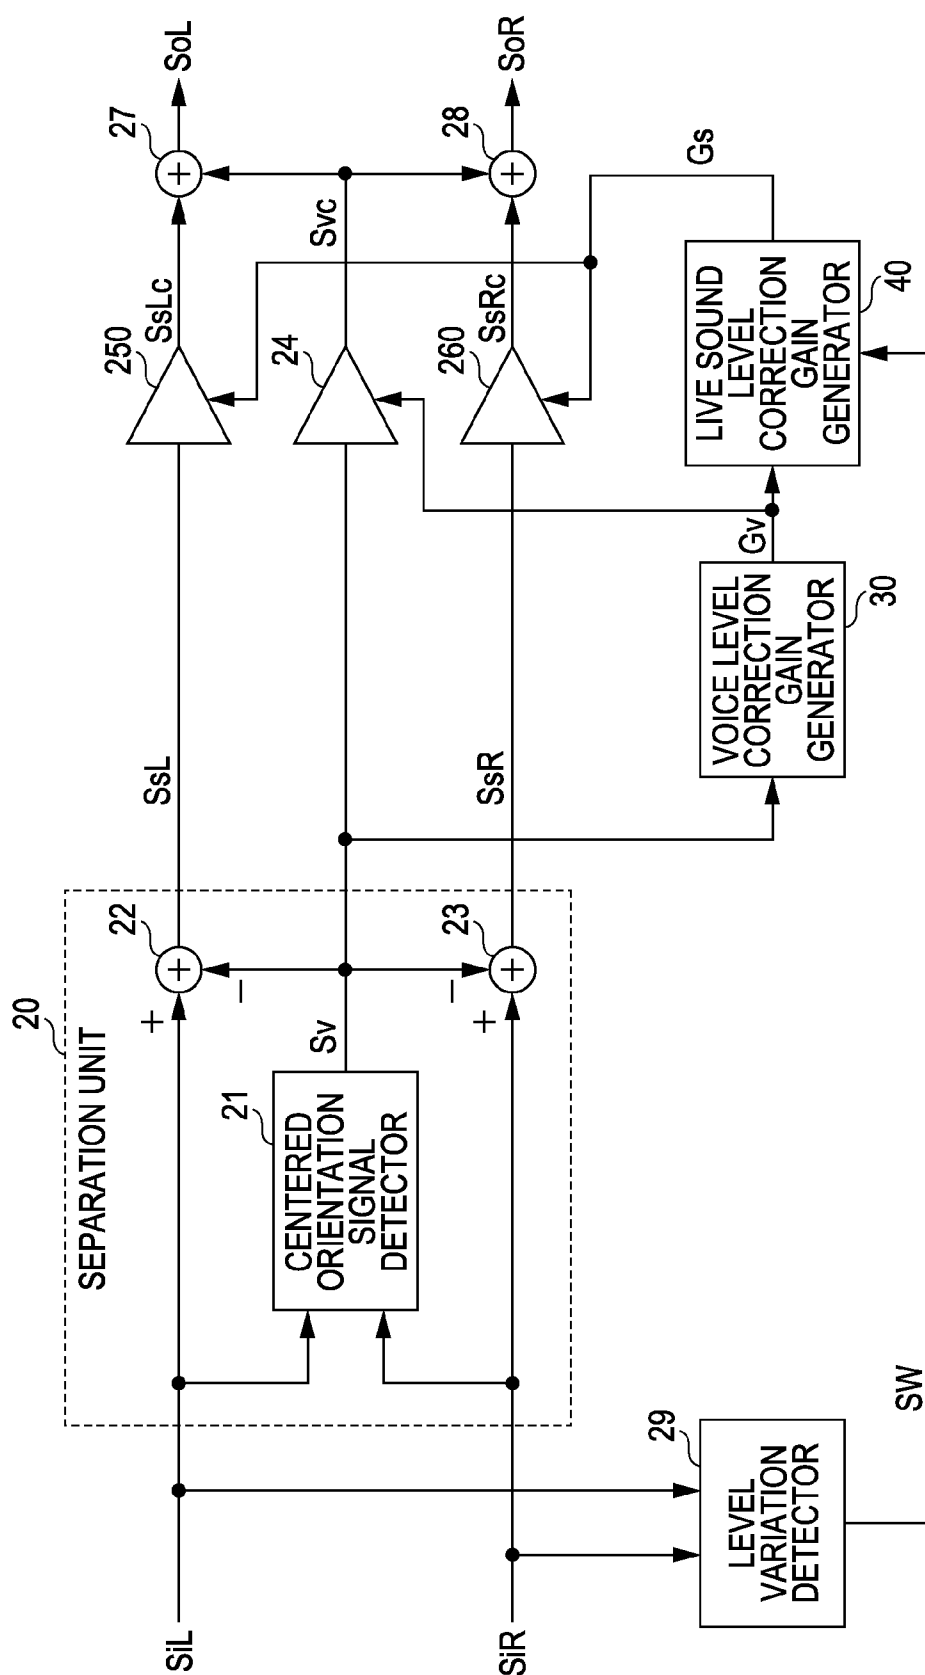 SiL
SiR
20
SEPARATION UNIT
21
CENTERED
ORIENTATION
SIGNAL
DETECTOR
Sv
+
−
22
+
−
+
23
+
29
LEVEL
VARIATION
DETECTOR
SW
SsL
SsR
250
24
260
SsLc
Svc
SsRc
27
+
28
+
SoL
SoR
VOICE LEVEL
CORRECTION
GAIN
GENERATOR
30
Gv
LIVE SOUND
LEVEL
CORRECTION
GAIN
GENERATOR
40
Gs